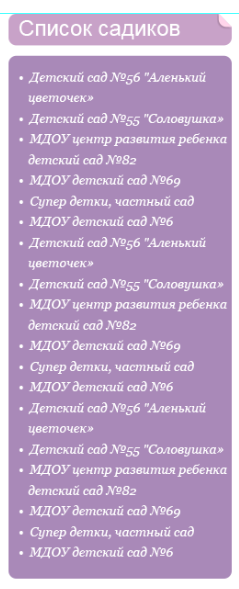 Список садиков
• Детский сад №56 "Аленький
цветочек»
• Детский сад №55 "Соловушка»
• МДОУ центр развития ребенка
детский сад №82
• МДОУ детский сад №69
• Супер детки, частный сад
• МДОУ детский сад №6
• Детский сад №56 "Аленький
цветочек»
• Детский сад №55 "Соловушка»
• МДОУ центр развития ребенка
детский сад №82
• МДОУ детский сад №69
• Супер детки, частный сад
• МДОУ детский сад №6
• Детский сад №56 "Аленький
цветочек»
• Детский сад №55 "Соловушка»
• МДОУ центр развития ребенка
детский сад №82
• МДОУ детский сад №69
• Супер детки, частный сад
• МДОУ детский сад №6